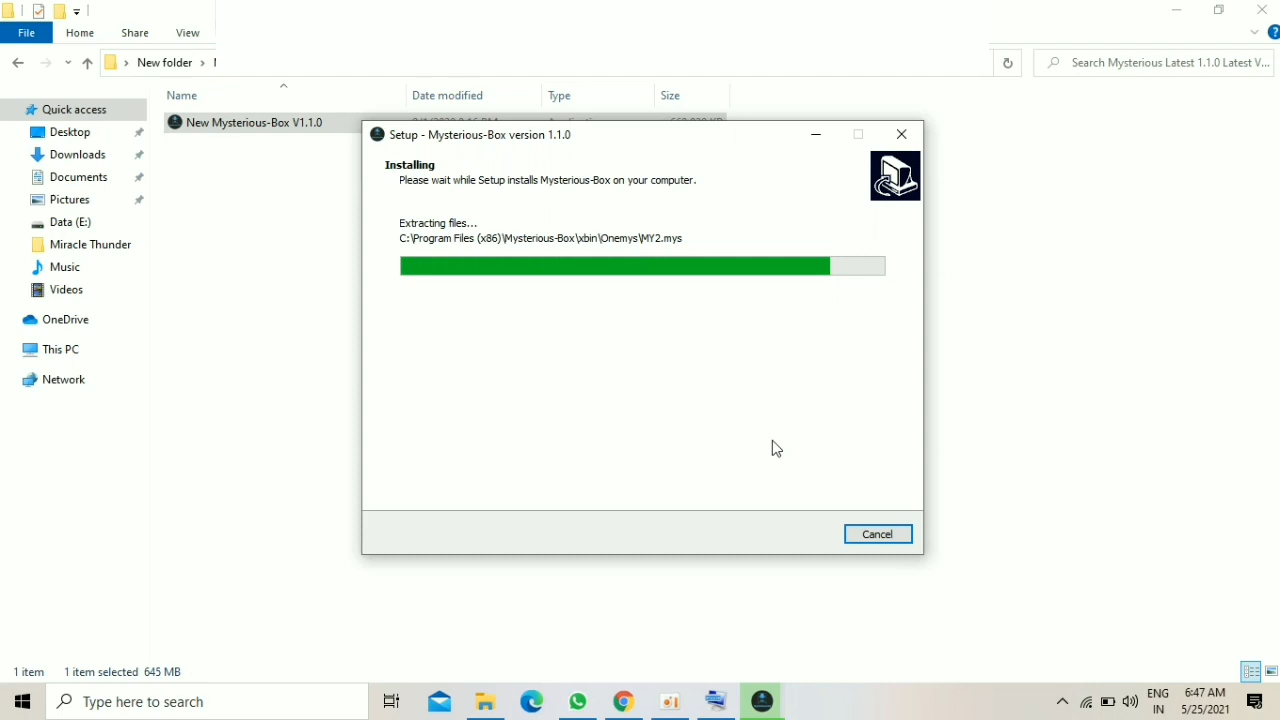 File
Home
Share
View
New folder
Search Mysterious Latest 1.1.0 Latest V...
Name
Date modified
Type
Size
New Mysterious-Box V1.1.0
Quick access
Desktop
Downloads
Documents
Pictures
Data (E:)
Miracle Thunder
Music
Videos
OneDrive
This PC
Network
Setup - Mysterious-Box version 1.1.0
Installing
Please wait while Setup installs Mysterious-Box on your computer.
Extracting files...
C:\Program Files (x86)\Mysterious-Box\xbin\Onemys\MY2.mys
Cancel
1 item
1 item selected 645 MB
Type here to search
ENG
IN
6:47 AM
5/25/2021